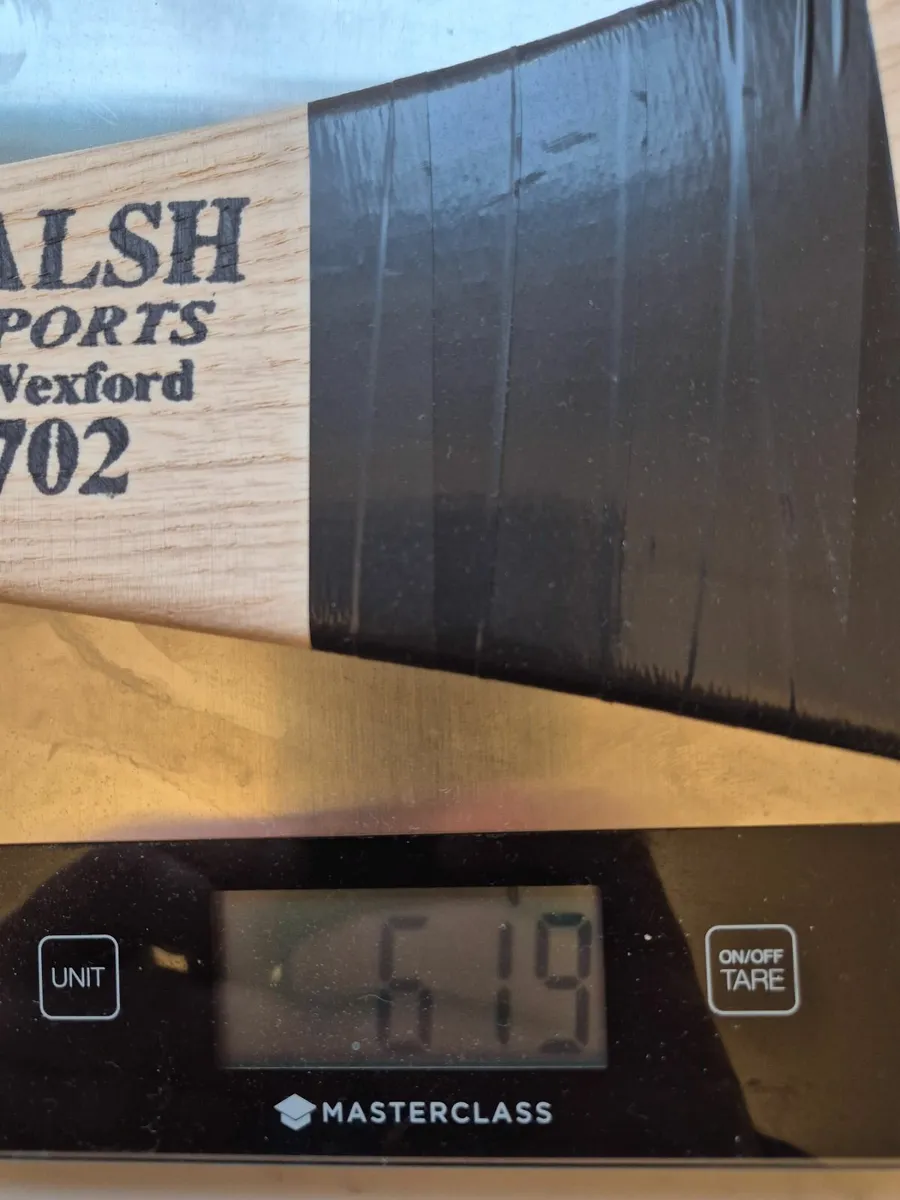 ALSH
PORTS
Wexford
702
UNIT
619
ON/OFF
TARE
MASTERCLASS